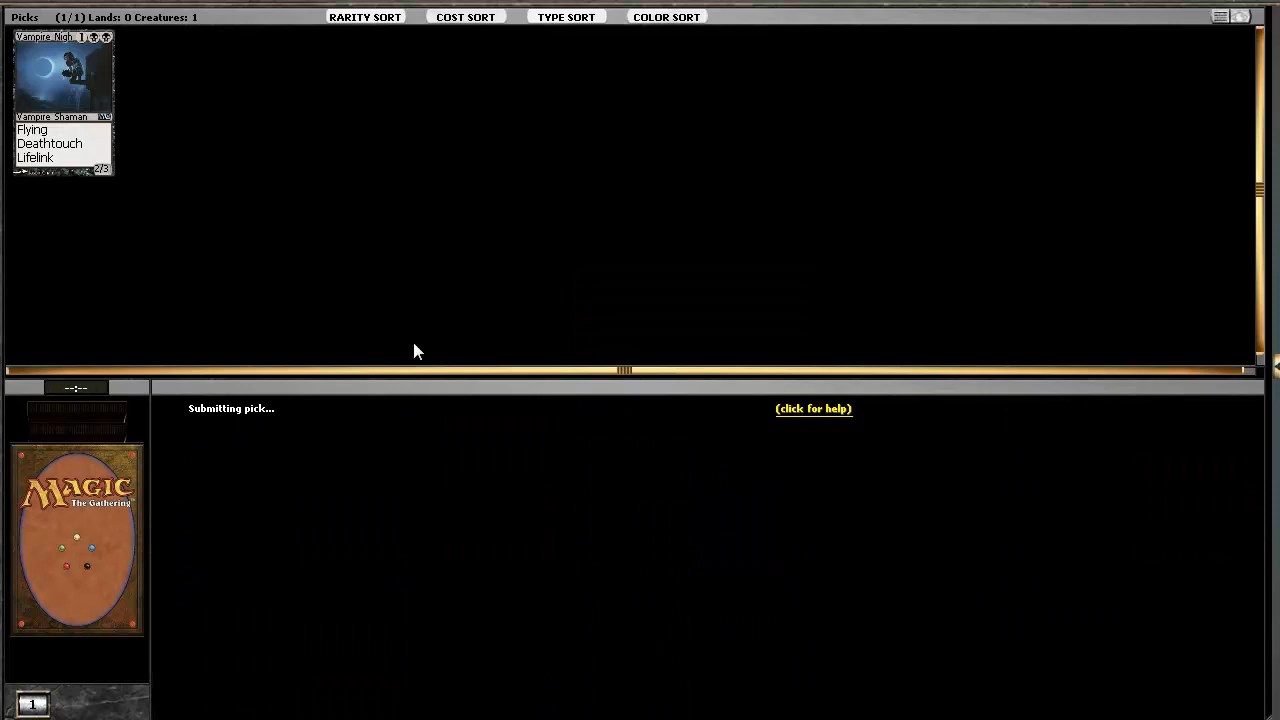 Picks (1/1) Lands: 0 Creatures: 1 RARITY SORT COST SORT TYPE SORT COLOR SORT
Vampire Nigh 1
Vampire Shaman
Flying
Deathtouch
Lifelink
2/3
--:--
Submitting pick... (click for help)
MAGIC
The Gathering
1